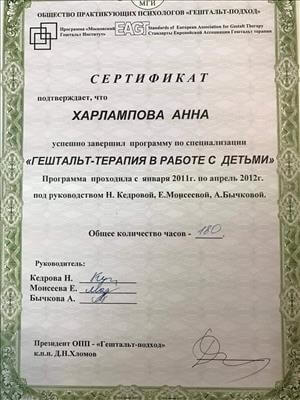 МГИ
ОБЩЕСТВО ПРАКТИКУЮЩИХ ПСИХОЛОГОВ «ГЕШТАЛЬТ-ПОДХОД»
Программа «Московский Гештальт Института»
EAGT
Standards of European Association for Gestalt Therapy
Стандарты Европейской Ассоциации Гештальт терапии
СЕРТИФИКАТ
подтверждает, что
ХАРЛАМПОВА АННА
успешно завершил программу по специализации
«ГЕШТАЛЬТ-ТЕРАПИЯ В РАБОТЕ С ДЕТЬМИ»
Программа проходила с января 2011г. по апрель 2012г.
под руководством Н. Кедровой, Е.Моисеевой, А.Бычковой.
Общее количество часов - 180.
Руководитель:
Кедрова Н.
Моисеева Е.
Бычкова А.
Президент ОПП - «Гештальт-подход»
к.п.н. Д.Н.Хломов